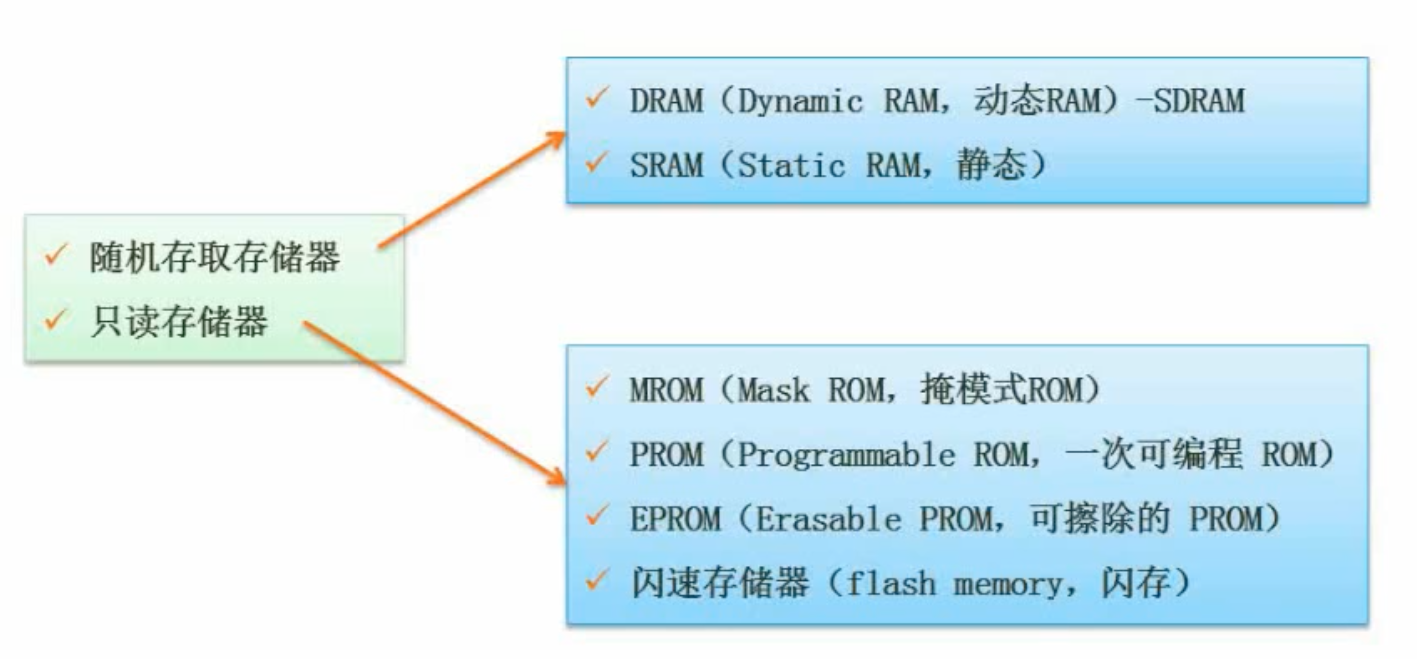 随机存取存储器
只读存储器
DRAM（Dynamic RAM，动态RAM）-SDRAM
SRAM（Static RAM，静态）
MROM（Mask ROM，掩模式ROM）
PROM（Programmable ROM，一次可编程 ROM）
EPROM（Erasable PROM，可擦除的 PROM）
闪速存储器（flash memory，闪存）